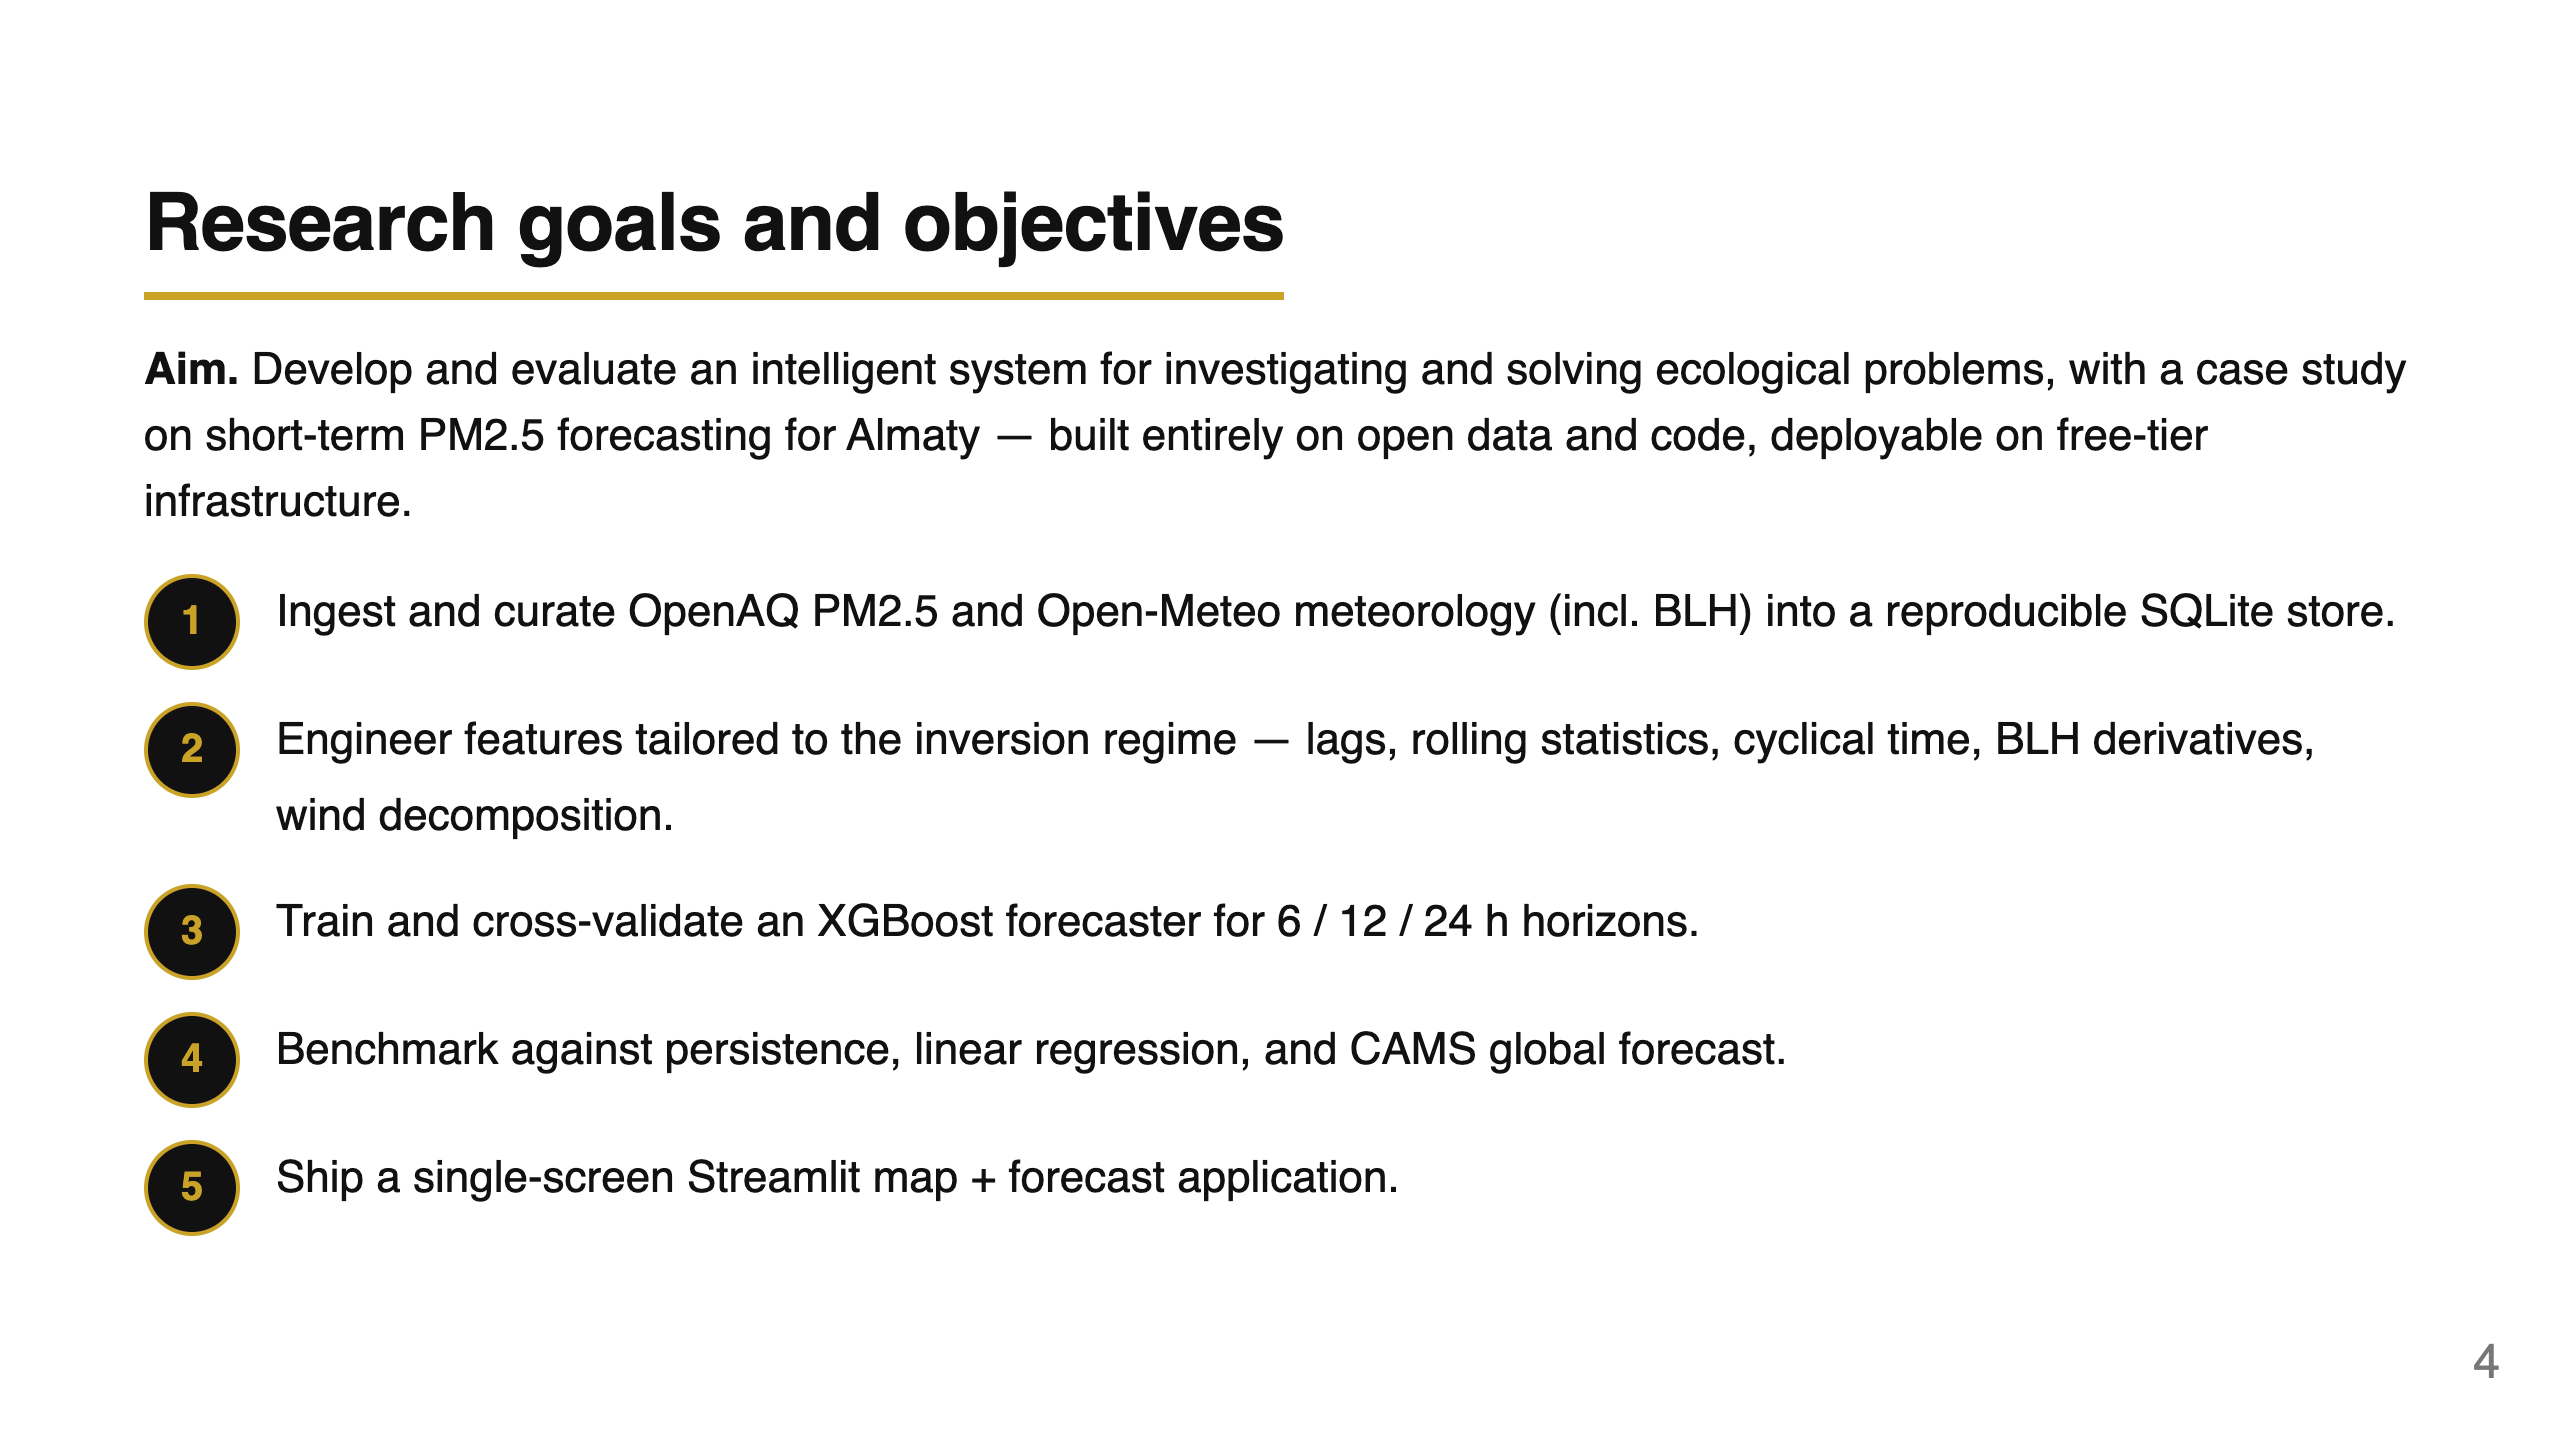 Research goals and objectives
Aim. Develop and evaluate an intelligent system for investigating and solving ecological problems, with a case study
on short-term PM2.5 forecasting for Almaty — built entirely on open data and code, deployable on free-tier
infrastructure.
1 Ingest and curate OpenAQ PM2.5 and Open-Meteo meteorology (incl. BLH) into a reproducible SQLite store.
2 Engineer features tailored to the inversion regime — lags, rolling statistics, cyclical time, BLH derivatives,
wind decomposition.
3 Train and cross-validate an XGBoost forecaster for 6 / 12 / 24 h horizons.
4 Benchmark against persistence, linear regression, and CAMS global forecast.
5 Ship a single-screen Streamlit map + forecast application.
4